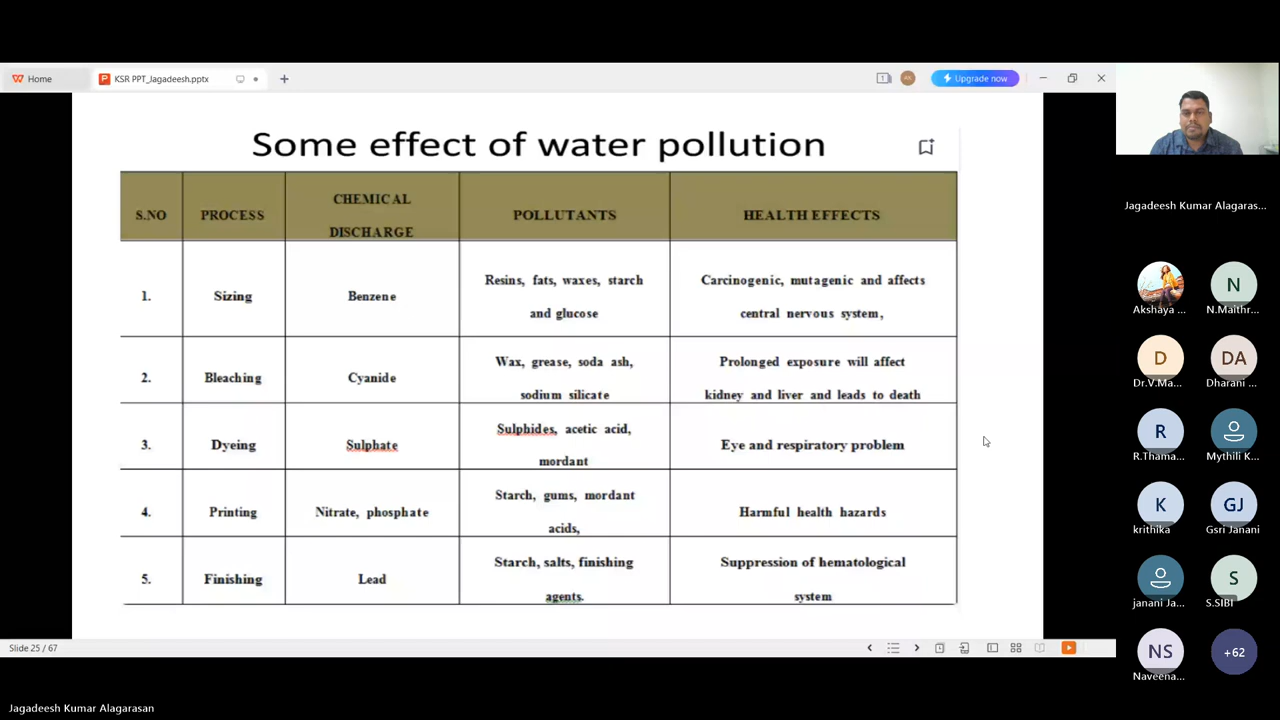 Home
KSR PPT_Jagadeesh.pptx
1
AK
Upgrade now
Some effect of water pollution
S.NO PROCESS CHEMICAL DISCHARGE POLLUTANTS HEALTH EFFECTS
1. Sizing Benzene Resins, fats, waxes, starch and glucose Carcinogenic, mutagenic and affects central nervous system,
2. Bleaching Cyanide Wax, grease, soda ash, sodium silicate Prolonged exposure will affect kidney and liver and leads to death
3. Dyeing Sulphate Sulphides, acetic acid, mordant Eye and respiratory problem
4. Printing Nitrate, phosphate Starch, gums, mordant acids, Harmful health hazards
5. Finishing Lead Starch, salts, finishing agents. Suppression of hematological system
Slide 25 / 67
Jagadeesh Kumar Alagaras...
Akshaya ...
N
N.Maithr...
D
Dr.V.Ma...
DA
Dharani ...
R
R.Thama...
Mythili K...
K
krithika
GJ
Gsri Janani
janani Ja...
S
S.SIBI
NS
Naveena...
+62
Jagadeesh Kumar Alagarasan